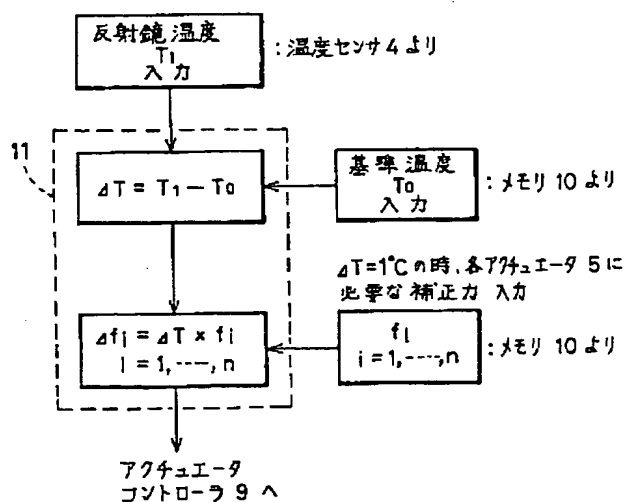 反射鏡温度
T1
入力
:温度センサ4より
11
ΔT = T1 − T0
基準温度
T0
入力
:メモリ10より
ΔT=1℃の時、各アクチュエータ5に
必要な補正力 入力
Δfi = ΔT × fi
i = 1,----,n
fi
i = 1,----,n
:メモリ10より
アクチュエータ
コントローラ9へ